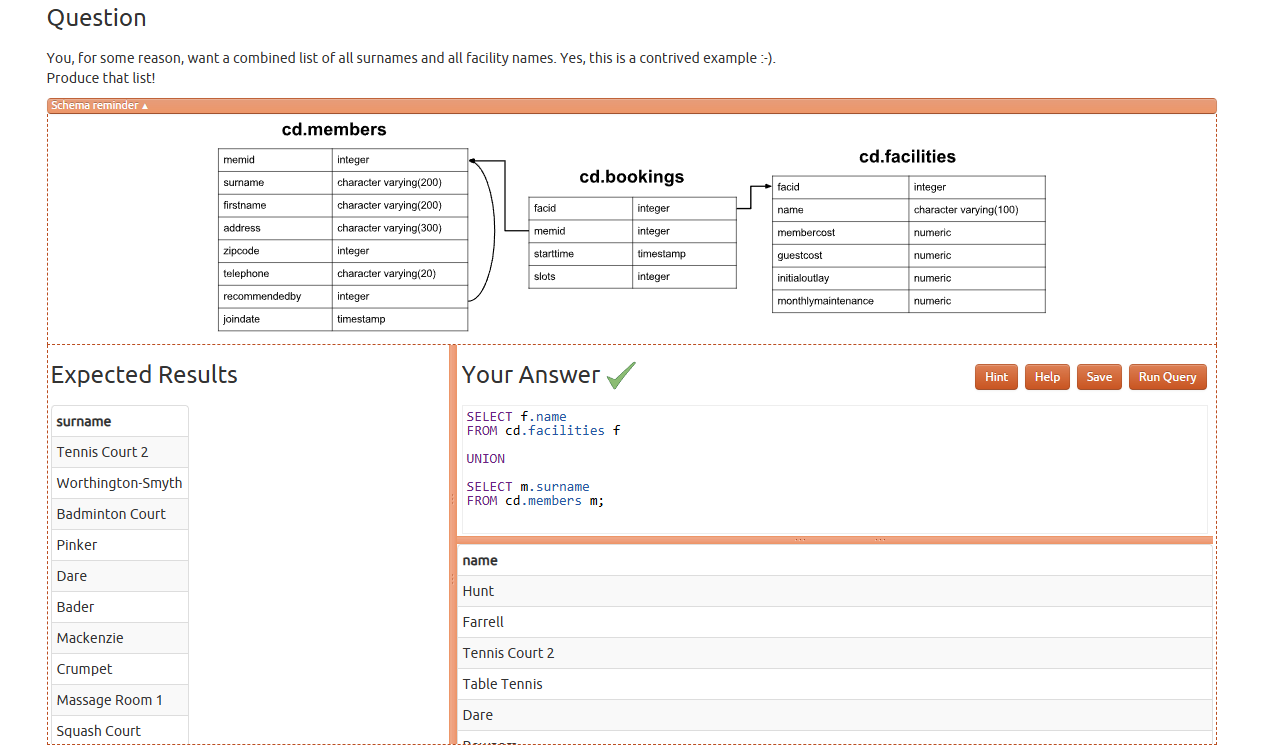 Question
You, for some reason, want a combined list of all surnames and all facility names. Yes, this is a contrived example :-).
Produce that list!
Schema reminder ▲
cd.members
memid integer
surname character varying(200)
firstname character varying(200)
address character varying(300)
zipcode integer
telephone character varying(20)
recommendedby integer
joindate timestamp
cd.bookings
facid integer
memid integer
starttime timestamp
slots integer
cd.facilities
facid integer
name character varying(100)
membercost numeric
guestcost numeric
initialoutlay numeric
monthlymaintenance numeric
Expected Results
surname
Tennis Court 2
Worthington-Smyth
Badminton Court
Pinker
Dare
Bader
Mackenzie
Crumpet
Massage Room 1
Squash Court
Your Answer
Hint Help Save Run Query
SELECT f.name
FROM cd.facilities f
UNION
SELECT m.surname
FROM cd.members m;
name
Hunt
Farrell
Tennis Court 2
Table Tennis
Dare